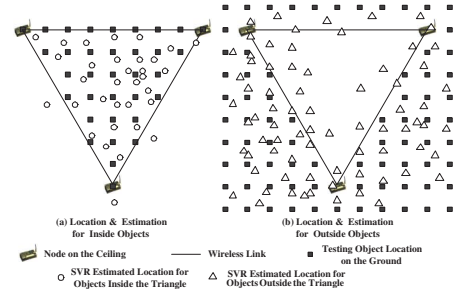 (a) Location & Estimation
for Inside Objects
(b) Location & Estimation
for Outside Objects
Node on the Ceiling
Wireless Link
Testing Object Location
on the Ground
SVR Estimated Location for
Objects Inside the Triangle
SVR Estimated Location for
Objects Outside the Triangle